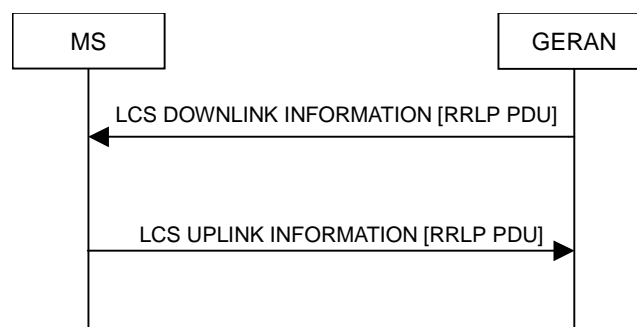 MS
GERAN
LCS DOWNLINK INFORMATION [RRLP PDU]
LCS UPLINK INFORMATION [RRLP PDU]